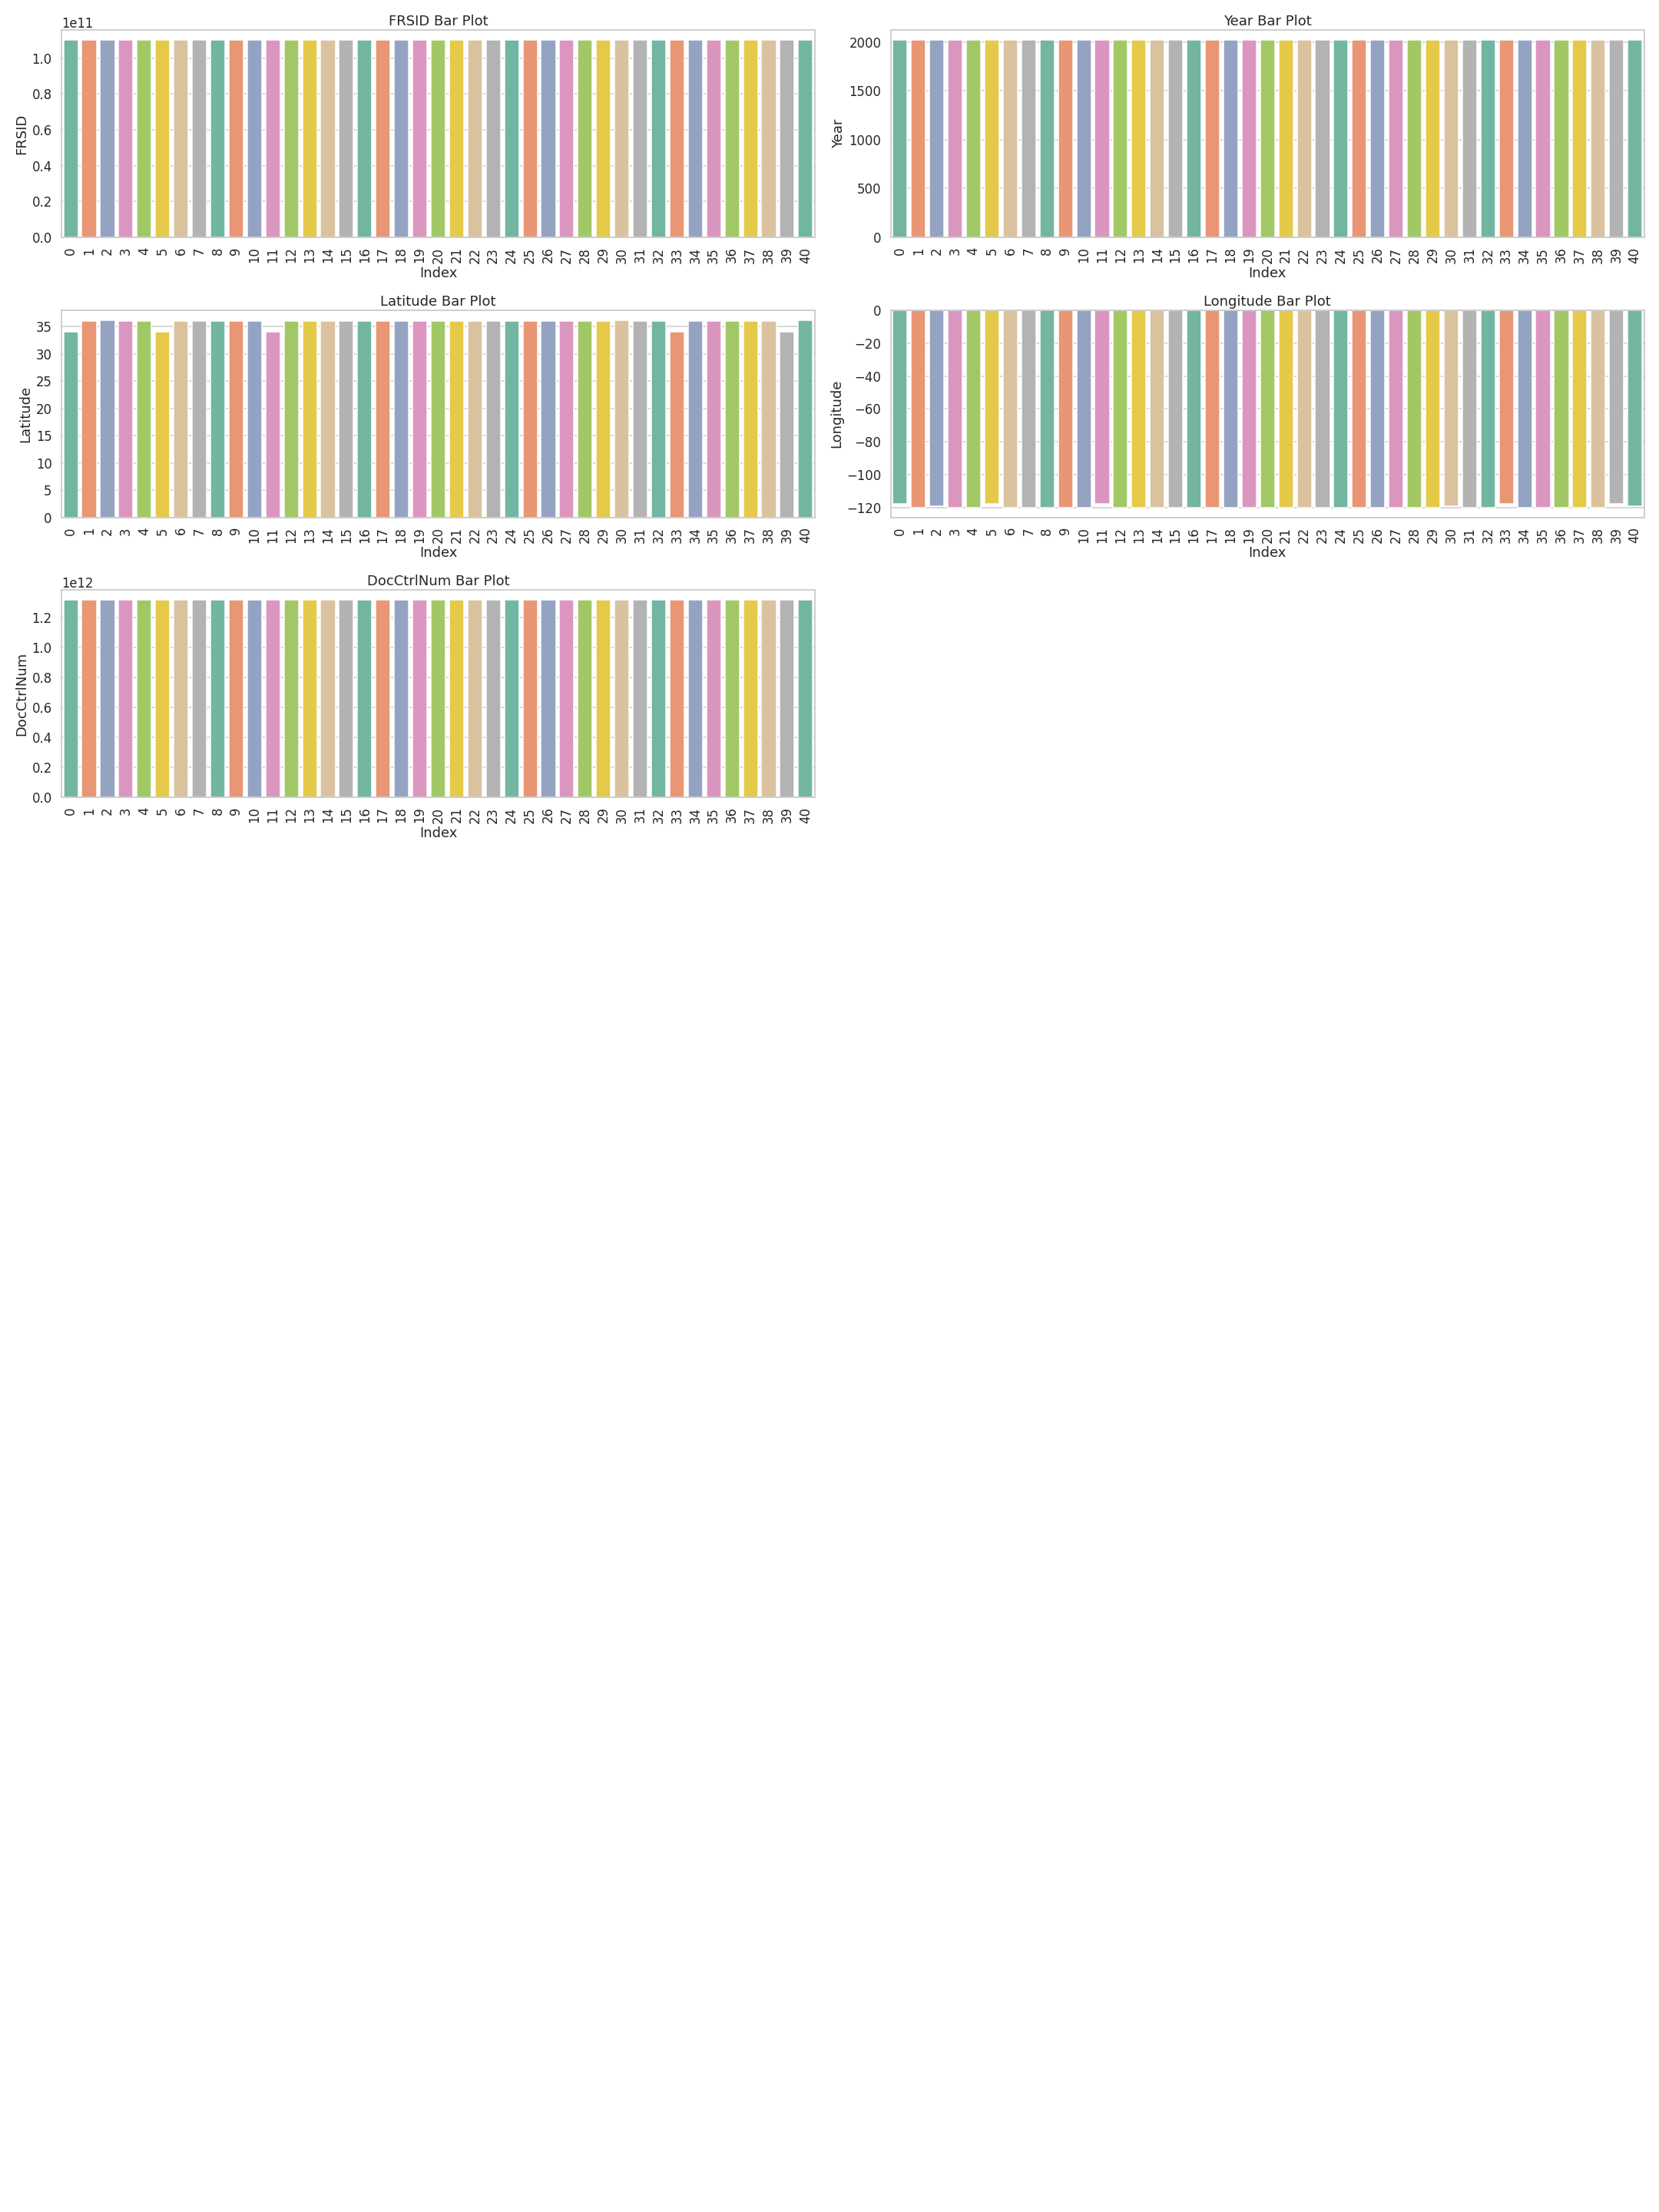 FRSID Bar Plot
1e11
FRSID
1.0
0.8
0.6
0.4
0.2
0.0
0 1 2 3 4 5 6 7 8 9 10 11 12 13 14 15 16 17 18 19 20 21 22 23 24 25 26 27 28 29 30 31 32 33 34 35 36 37 38 39 40
Index
Year Bar Plot
Year
2000
1500
1000
500
0
0 1 2 3 4 5 6 7 8 9 10 11 12 13 14 15 16 17 18 19 20 21 22 23 24 25 26 27 28 29 30 31 32 33 34 35 36 37 38 39 40
Index
Latitude Bar Plot
Latitude
35
30
25
20
15
10
5
0
0 1 2 3 4 5 6 7 8 9 10 11 12 13 14 15 16 17 18 19 20 21 22 23 24 25 26 27 28 29 30 31 32 33 34 35 36 37 38 39 40
Index
Longitude Bar Plot
Longitude
0
−20
−40
−60
−80
−100
−120
0 1 2 3 4 5 6 7 8 9 10 11 12 13 14 15 16 17 18 19 20 21 22 23 24 25 26 27 28 29 30 31 32 33 34 35 36 37 38 39 40
Index
DocCtrlNum Bar Plot
1e12
DocCtrlNum
1.2
1.0
0.8
0.6
0.4
0.2
0.0
0 1 2 3 4 5 6 7 8 9 10 11 12 13 14 15 16 17 18 19 20 21 22 23 24 25 26 27 28 29 30 31 32 33 34 35 36 37 38 39 40
Index